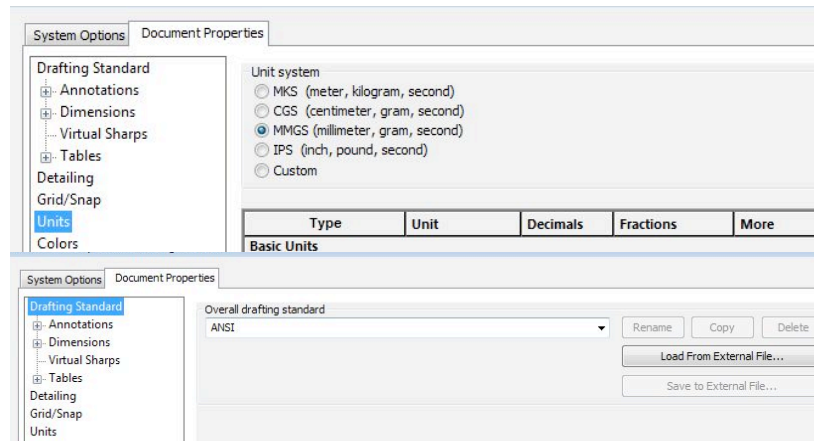 System Options Document Properties
Drafting Standard
Annotations
Dimensions
Virtual Sharps
Tables
Detailing
Grid/Snap
Units
Colors
Unit system
MKS (meter, kilogram, second)
CGS (centimeter, gram, second)
MMGS (millimeter, gram, second)
IPS (inch, pound, second)
Custom
Type Unit Decimals Fractions More
Basic Units
System Options Document Properties
Drafting Standard
Annotations
Dimensions
Virtual Sharps
Tables
Detailing
Grid/Snap
Units
Overall drafting standard
ANSI
Rename Copy Delete
Load From External File...
Save to External File...